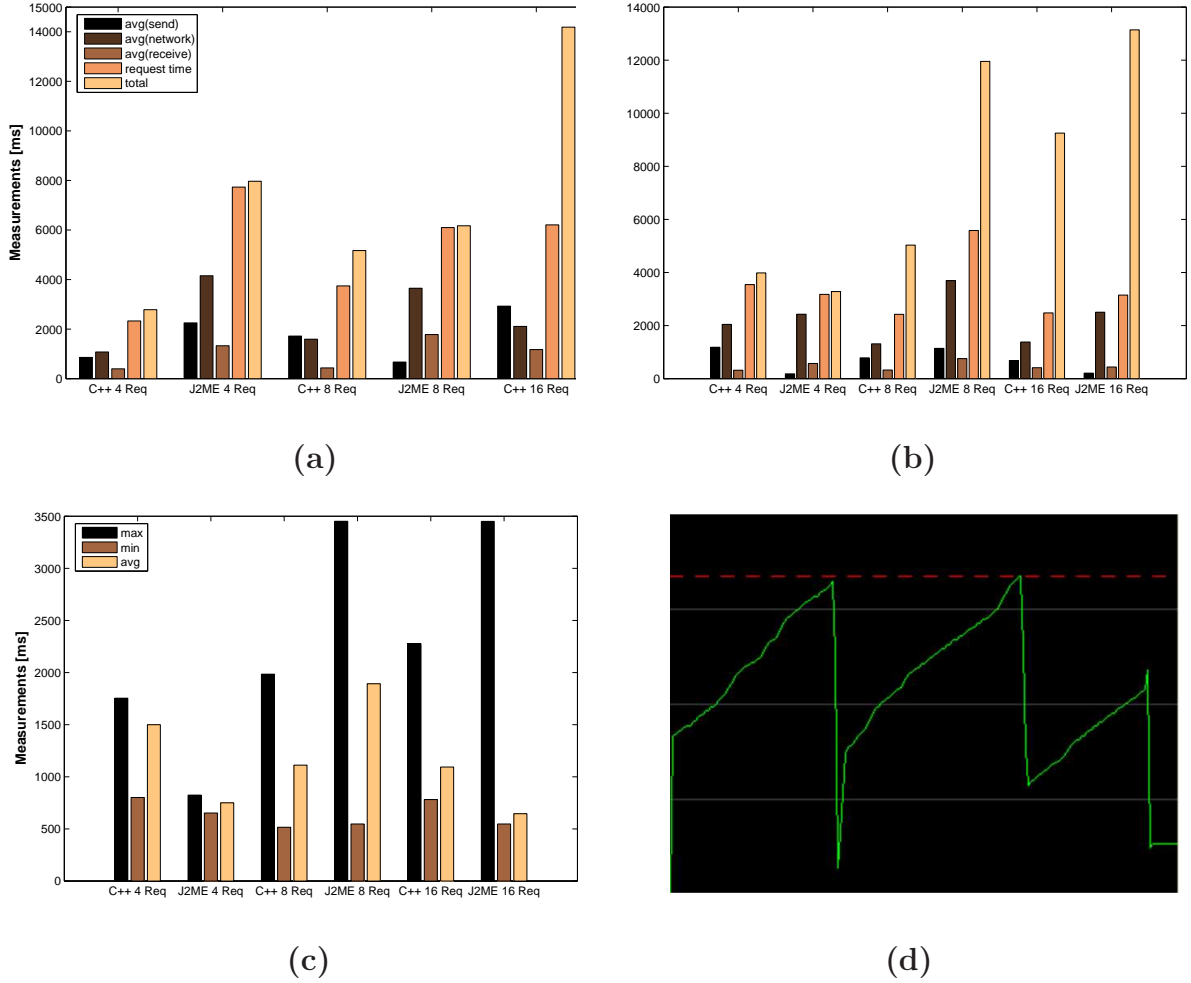 15000
14000
12000
10000
8000
6000
4000
2000
0
Measurements [ms]
avg(send)
avg(network)
avg(receive)
request time
total
C++ 4 Req
J2ME 4 Req
C++ 8 Req
J2ME 8 Req
C++ 16 Req
(a)
14000
12000
10000
8000
6000
4000
2000
0
C++ 4 Req
J2ME 4 Req
C++ 8 Req
J2ME 8 Req
C++ 16 Req
J2ME 16 Req
(b)
3500
3000
2500
2000
1500
1000
500
0
Measurements [ms]
max
min
avg
C++ 4 Req
J2ME 4 Req
C++ 8 Req
J2ME 8 Req
C++ 16 Req
J2ME 16 Req
(c)
(d)